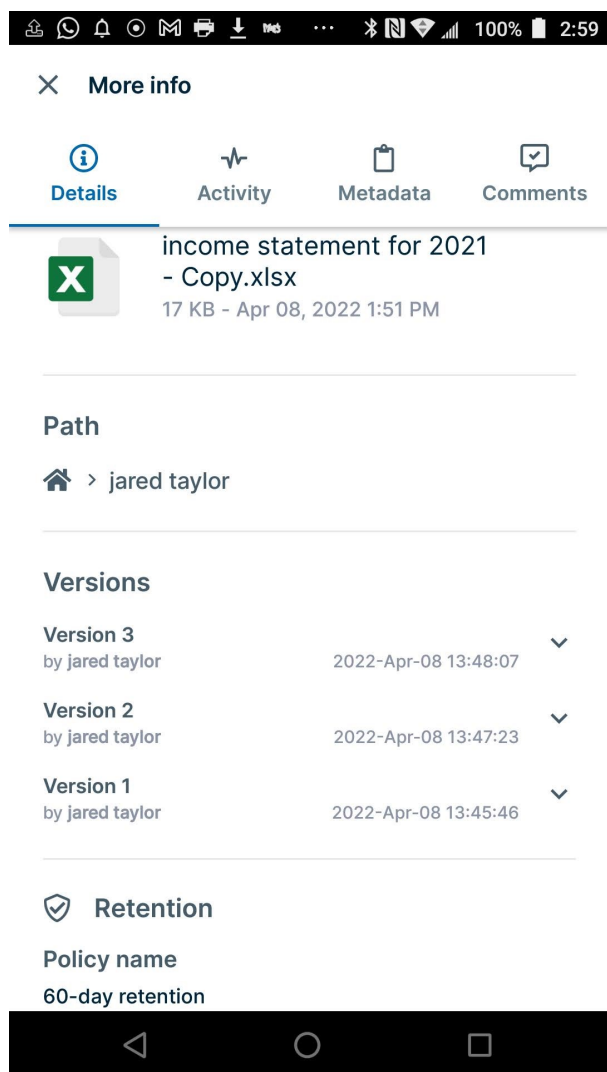 100% 2:59
More info
Details Activity Metadata Comments
X
income statement for 2021
- Copy.xlsx
17 KB - Apr 08, 2022 1:51 PM
Path
> jared taylor
Versions
Version 3
by jared taylor 2022-Apr-08 13:48:07
Version 2
by jared taylor 2022-Apr-08 13:47:23
Version 1
by jared taylor 2022-Apr-08 13:45:46
Retention
Policy name
60-day retention